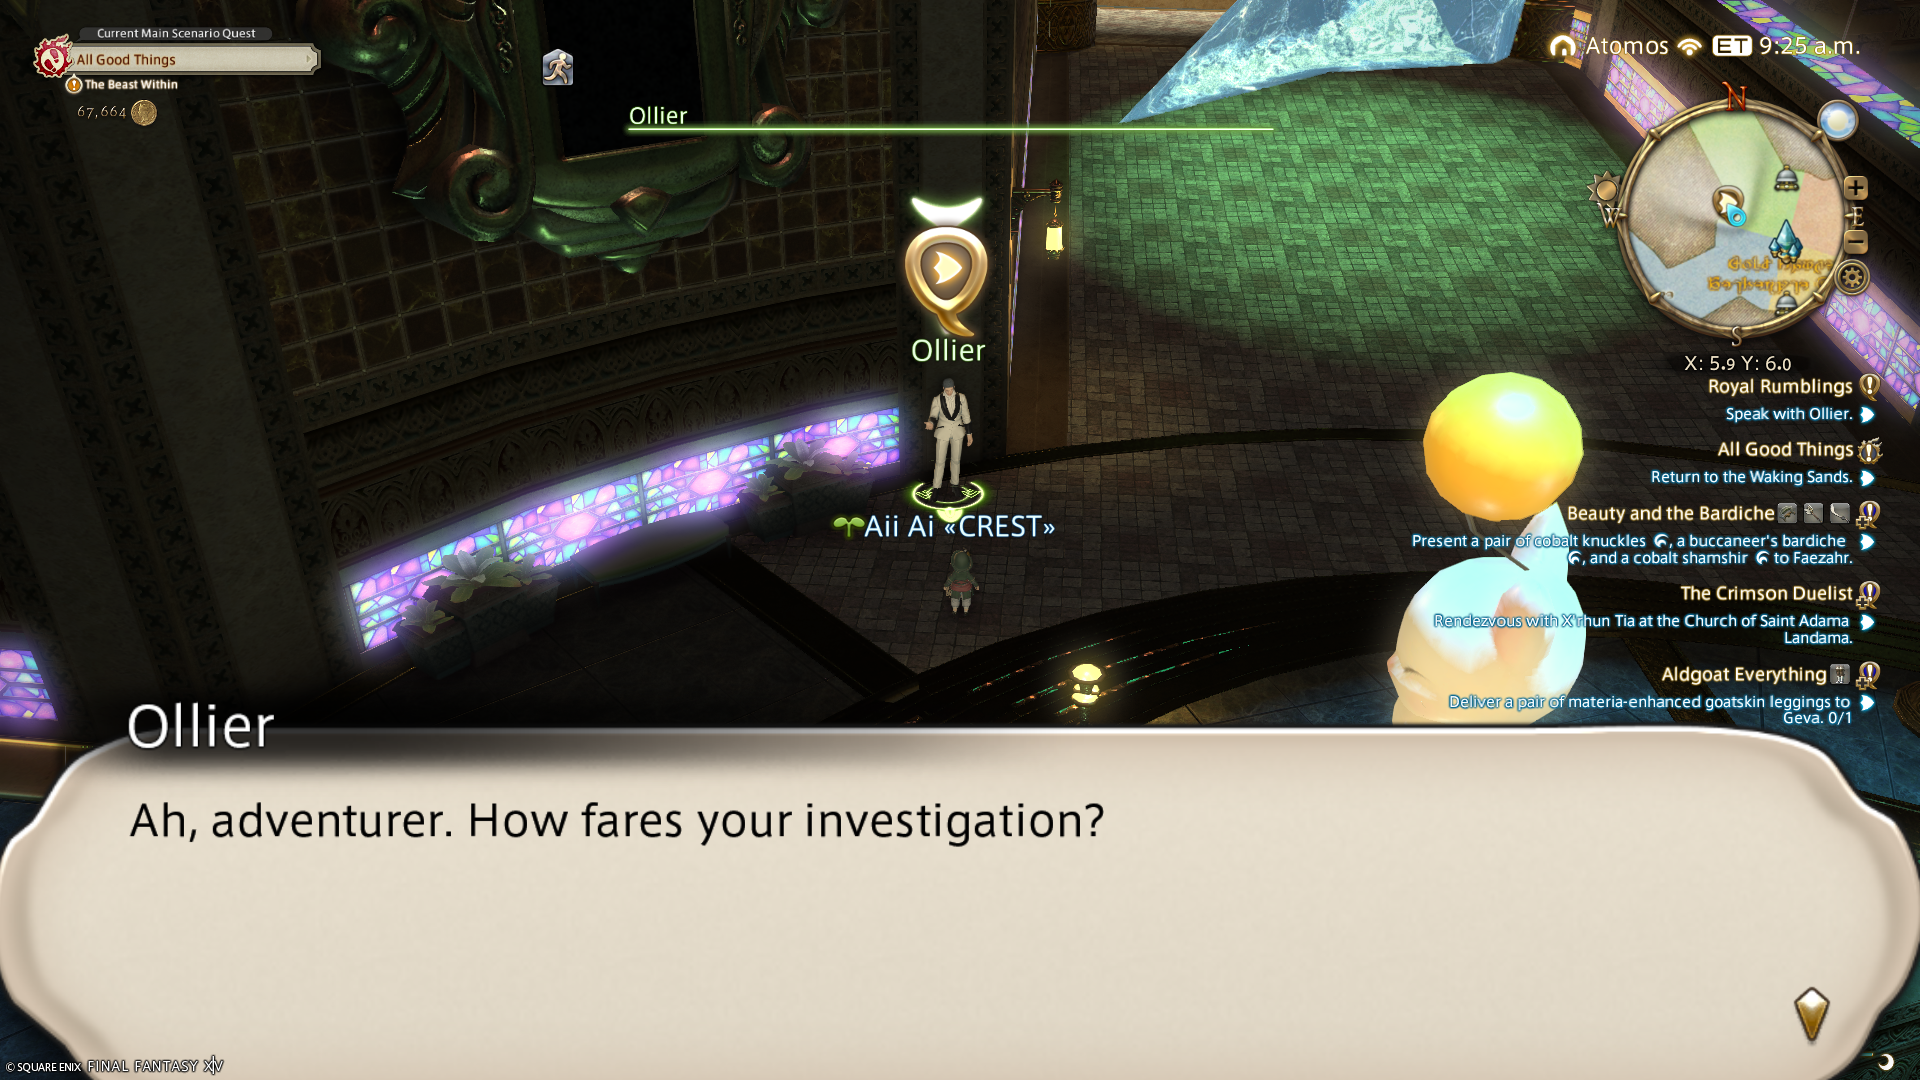 Current Main Scenario Quest
All Good Things
The Beast Within
67,664
Ollier
Atomos ET 9:25 a.m.
N
W
E
S
X: 5.9 Y: 6.0
Royal Rumblings
Speak with Ollier.
All Good Things
Return to the Waking Sands.
Beauty and the Bardiche
Present a pair of cobalt knuckles , a buccaneer's bardiche
, and a cobalt shamshir to Faezahr.
The Crimson Duelist
Rendezvous with X'rhun Tia at the Church of Saint Adama
Landama.
Aldgoat Everything
Deliver a pair of materia-enhanced goatskin leggings to
Geva. 0/1
Ollier
Aii Ai «CREST»
Ollier
Ah, adventurer. How fares your investigation?
© SQUARE ENIX FINAL FANTASY XIV